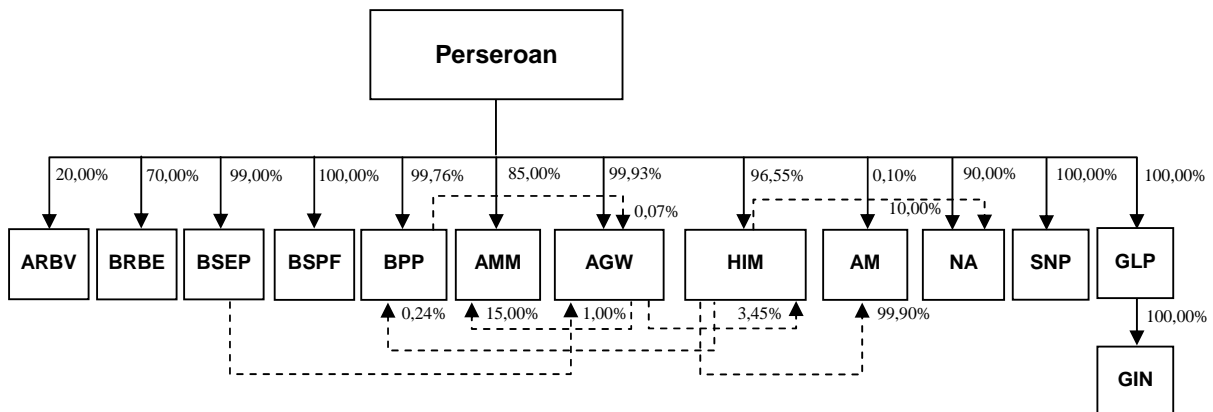 Perseroan
20,00% 70,00% 99,00% 100,00% 99,76% 85,00% 99,93% 96,55% 0,10% 90,00% 100,00% 100,00%
0,07% 10,00%
ARBV BRBE BSEP BSPF BPP AMM AGW HIM AM NA SNP GLP
0,24% 15,00% 1,00% 3,45% 99,90% 100,00%
GIN